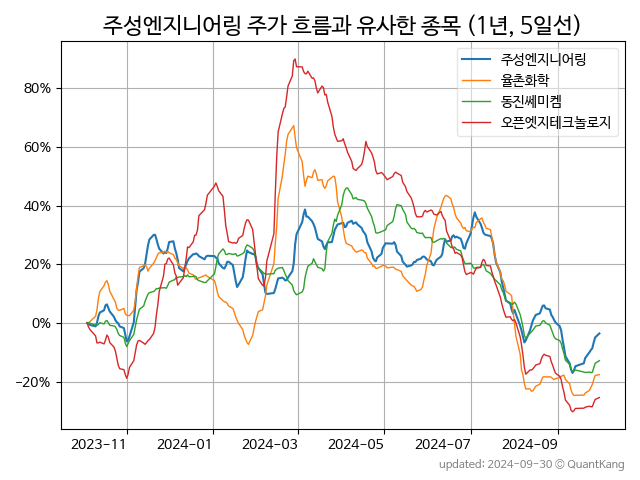 주성엔지니어링 주가 흐름과 유사한 종목 (1년, 5일선)
주성엔지니어링
율촌화학
동진쎄미켐
오픈엣지테크놀로지
80%
60%
40%
20%
0%
−20%
2023-11 2024-01 2024-03 2024-05 2024-07 2024-09
updated: 2024-09-30 © QuantKang